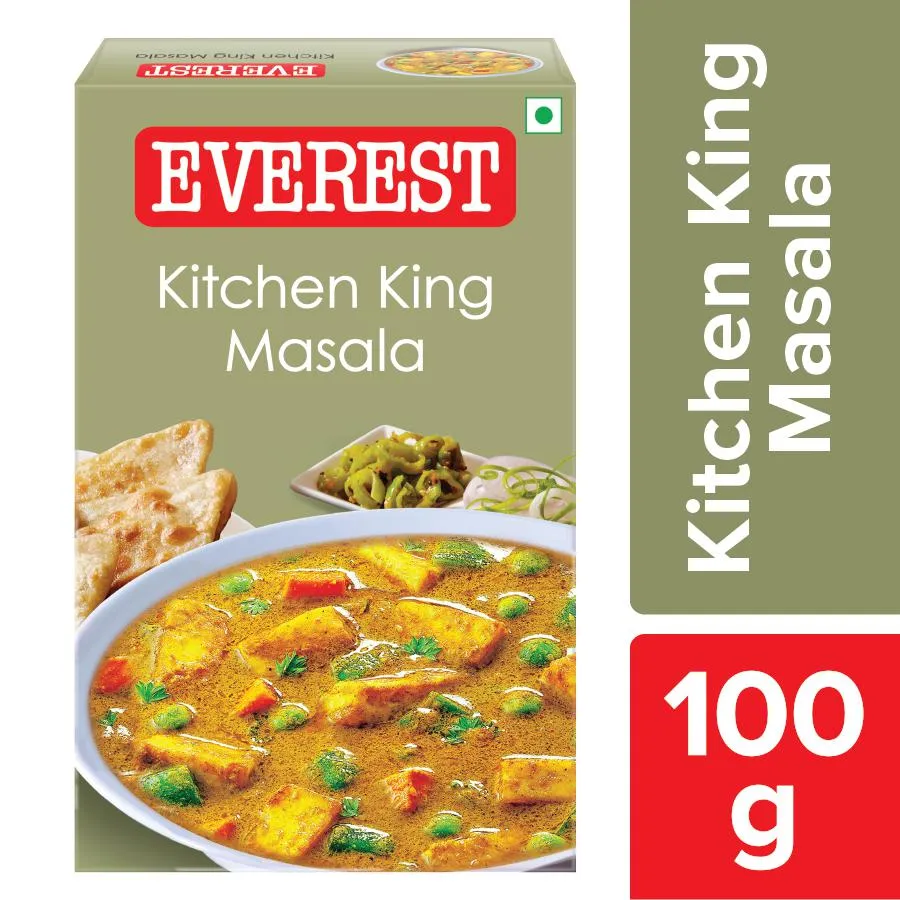 Kitchen King Masala
EVEREST
EVEREST
Kitchen King
Masala
Kitchen King
Masala
100
g